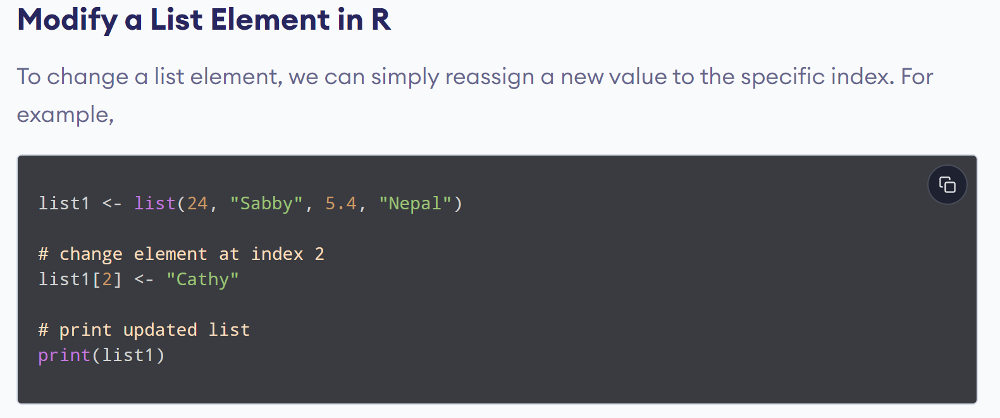 Modify a List Element in R
To change a list element, we can simply reassign a new value to the specific index. For
example,
list1 <- list(24, "Sabby", 5.4, "Nepal")
# change element at index 2
list1[2] <- "Cathy"
# print updated list
print(list1)